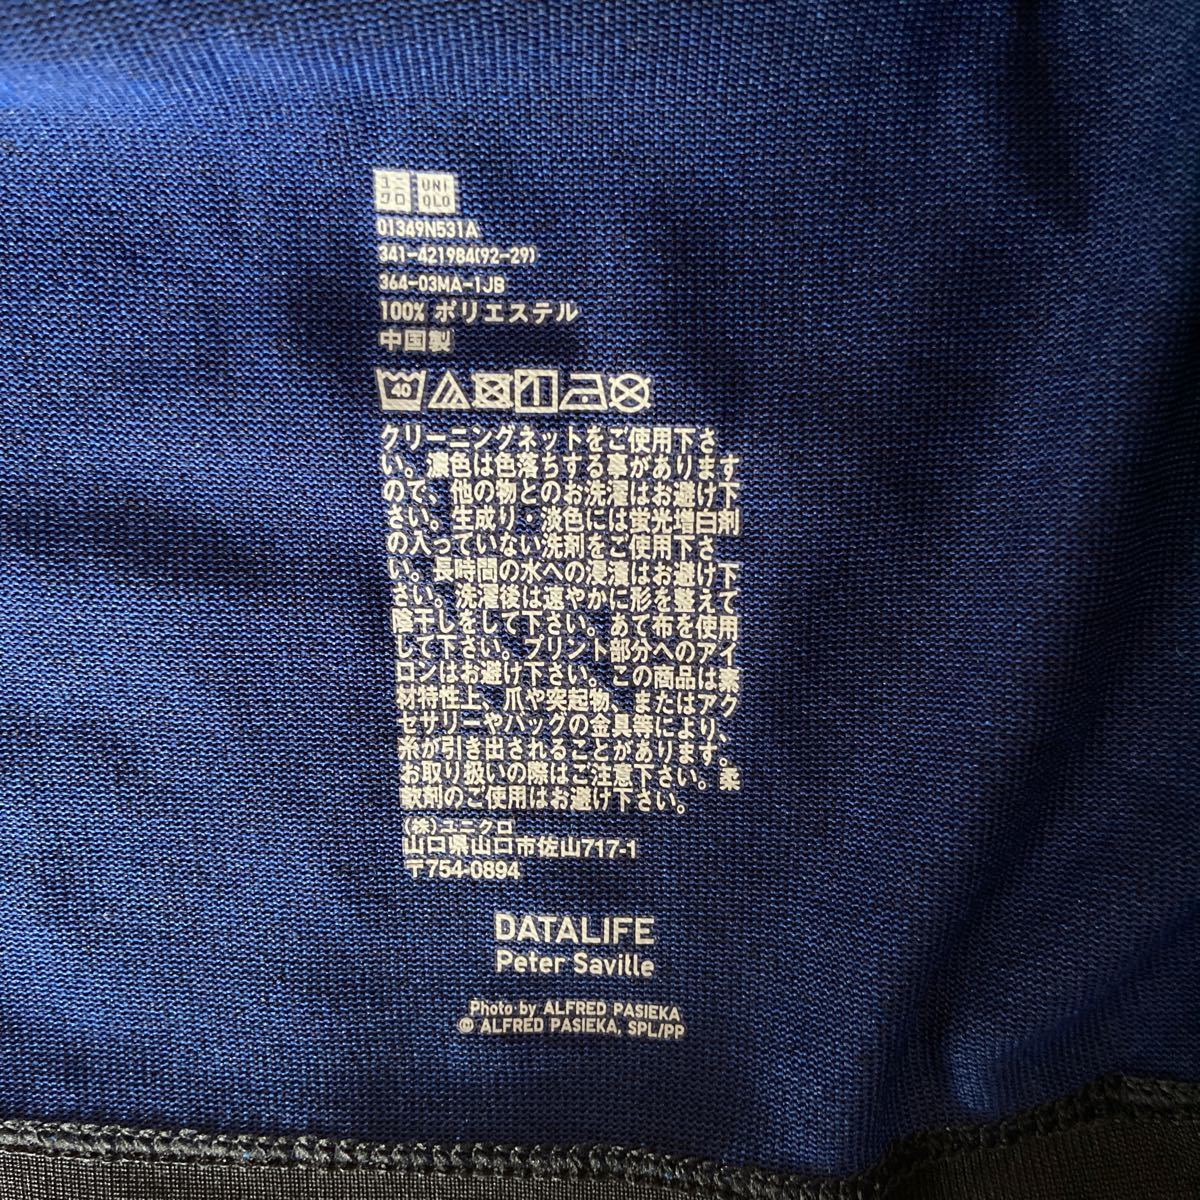 ユニ UNI
クロ QLO
01349N531A
341-421984(92-29)
364-03MA-1JB
100% ポリエステル
中国製
40
クリーニングネットをご使用下さ
い。濃色は色落ちする事があります
ので、他の物とのお洗濯はお避け下
さい。生成り・淡色には蛍光増白剤
の入っていない洗剤をご使用下さ
い。長時間の水への浸漬はお避け下
さい。洗濯後は速やかに形を整えて
陰干しをして下さい。あて布を使用
して下さい。プリント部分へのアイ
ロンはお避け下さい。この商品は素
材特性上、爪や突起物、またはアク
セサリーやバッグの金具等により、
糸が引き出されることがあります。
お取り扱いの際はご注意下さい。柔
軟剤のご使用はお避け下さい。
(株)ユニクロ
山口県山口市佐山717-1
〒754-0894
DATALIFE
Peter Saville
Photo by ALFRED PASIEKA
© ALFRED PASIEKA, SPL/PP